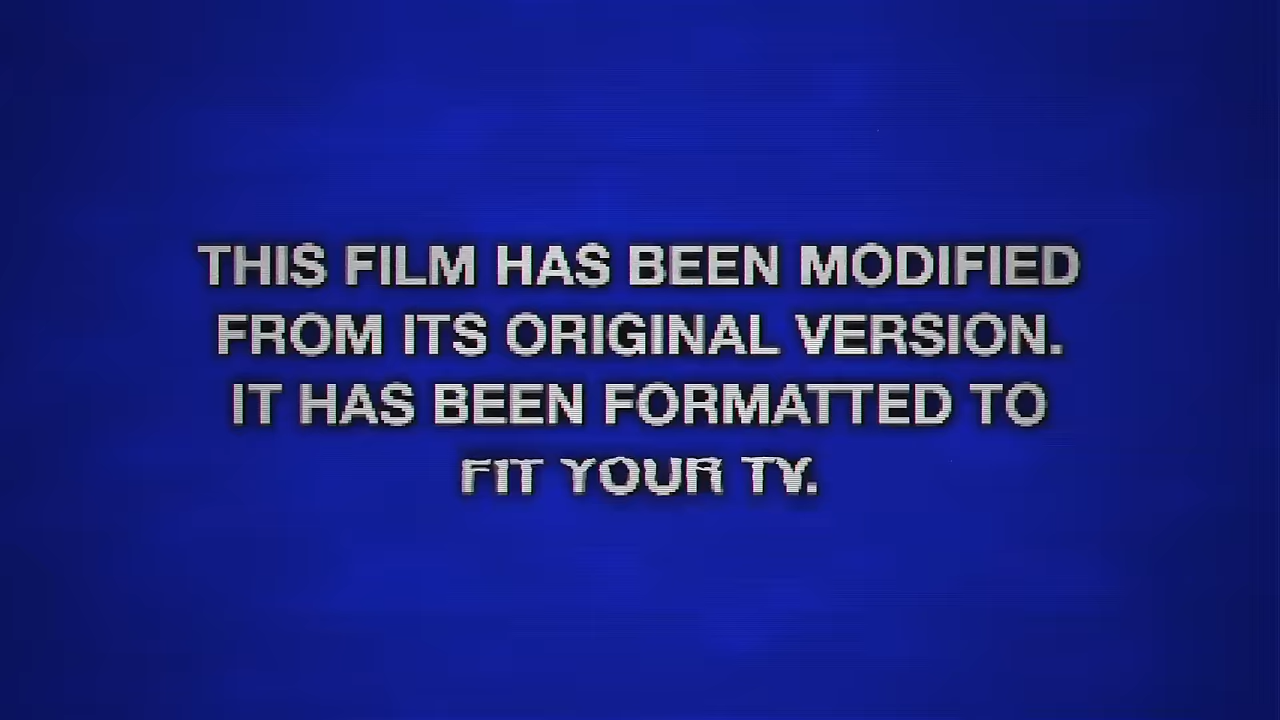 THIS FILM HAS BEEN MODIFIED
FROM ITS ORIGINAL VERSION.
IT HAS BEEN FORMATTED TO
FIT YOUR TV.